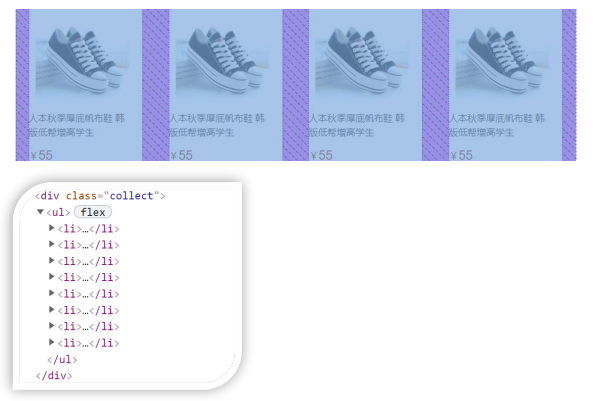 人本秋季厚底帆布鞋 韩
版低帮增高学生
¥55
人本秋季厚底帆布鞋 韩
版低帮增高学生
¥55
人本秋季厚底帆布鞋 韩
版低帮增高学生
¥55
人本秋季厚底帆布鞋 韩
版低帮增高学生
¥55
<div class="collect">
▼<ul> flex
▶<li>…</li>
▶<li>…</li>
▶<li>…</li>
▶<li>…</li>
▶<li>…</li>
▶<li>…</li>
▶<li>…</li>
▶<li>…</li>
</ul>
</div>